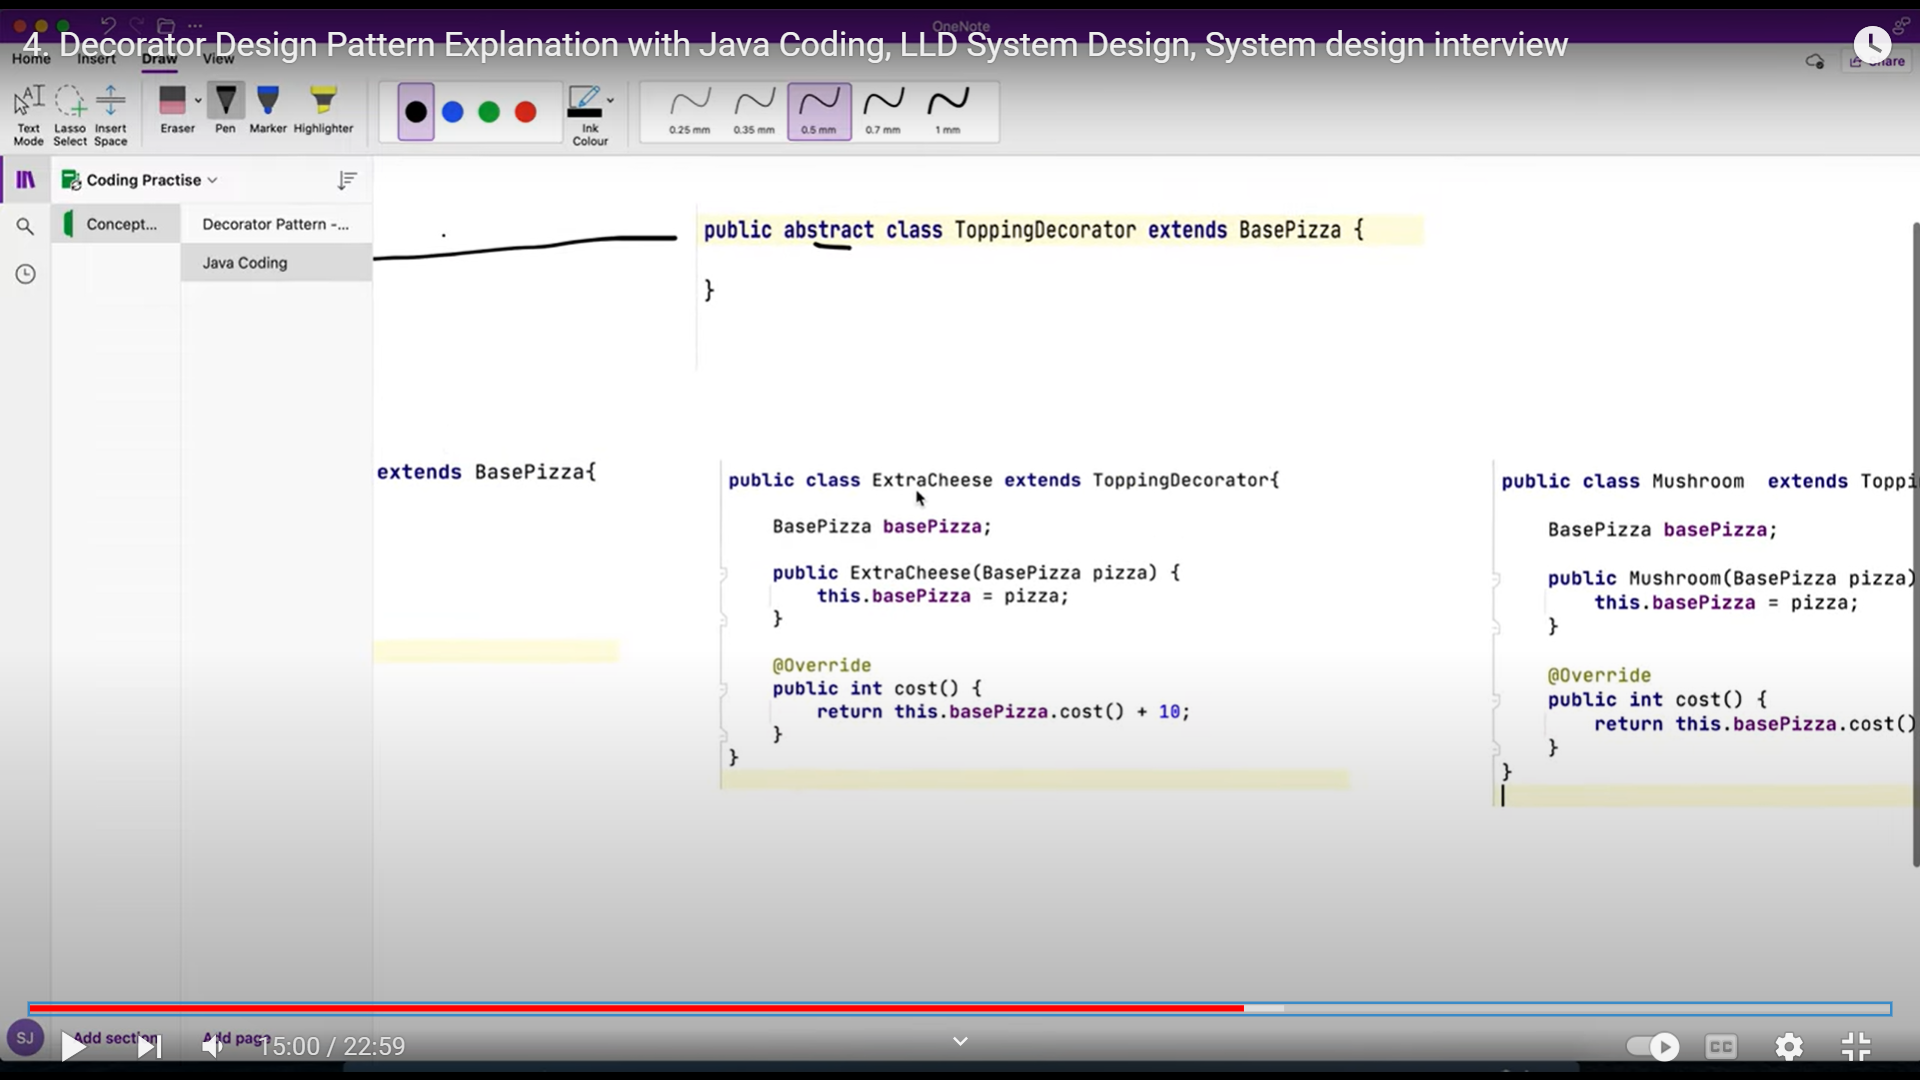 OneNote
4. Decorator Design Pattern Explanation with Java Coding, LLD System Design, System design interview
Home Insert Draw View
Share
Text Mode
Lasso Select
Insert Space
Eraser
Pen
Marker
Highlighter
Ink Colour
0.25 mm
0.35 mm
0.5 mm
0.7 mm
1 mm
Coding Practise
Concept...
Decorator Pattern -...
Java Coding
public abstract class ToppingDecorator extends BasePizza {
}
extends BasePizza{
public class ExtraCheese extends ToppingDecorator{
BasePizza basePizza;
public ExtraCheese(BasePizza pizza) {
this.basePizza = pizza;
}
@Override
public int cost() {
return this.basePizza.cost() + 10;
}
}
public class Mushroom extends Toppi
BasePizza basePizza;
public Mushroom(BasePizza pizza)
this.basePizza = pizza;
}
@Override
public int cost() {
return this.basePizza.cost()
}
}
SJ
Add section
Add page
15:00 / 22:59
CC